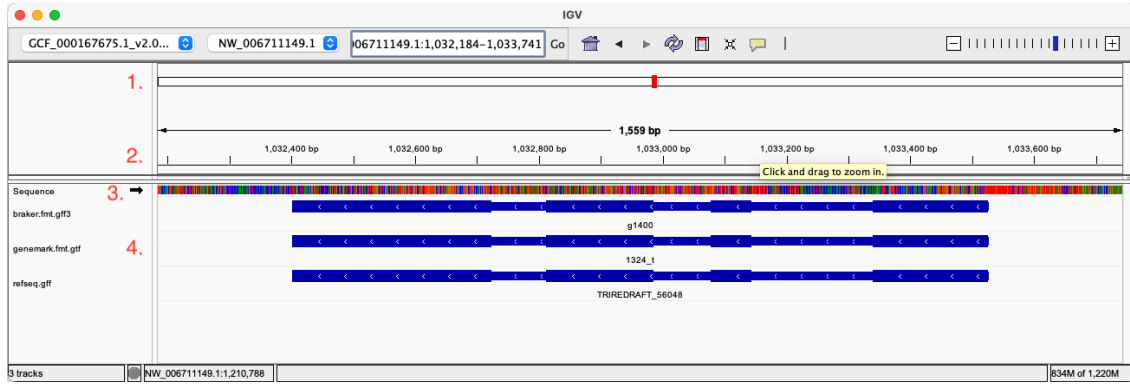 IGV
GCF_000167675.1_v2.0... NW_006711149.1 06711149.1:1,032,184-1,033,741 Go
1.
1,559 bp
2. 1,032,400 bp 1,032,600 bp 1,032,800 bp 1,033,000 bp 1,033,200 bp 1,033,400 bp 1,033,600 bp
Click and drag to zoom in.
Sequence
3.
braker.fmt.gff3
g1400
genemark.fmt.gtf 4.
1324_t
refseq.gff
TRIREDRAFT_56048
3 tracks NW_006711149.1:1,210,788 834M of 1,220M